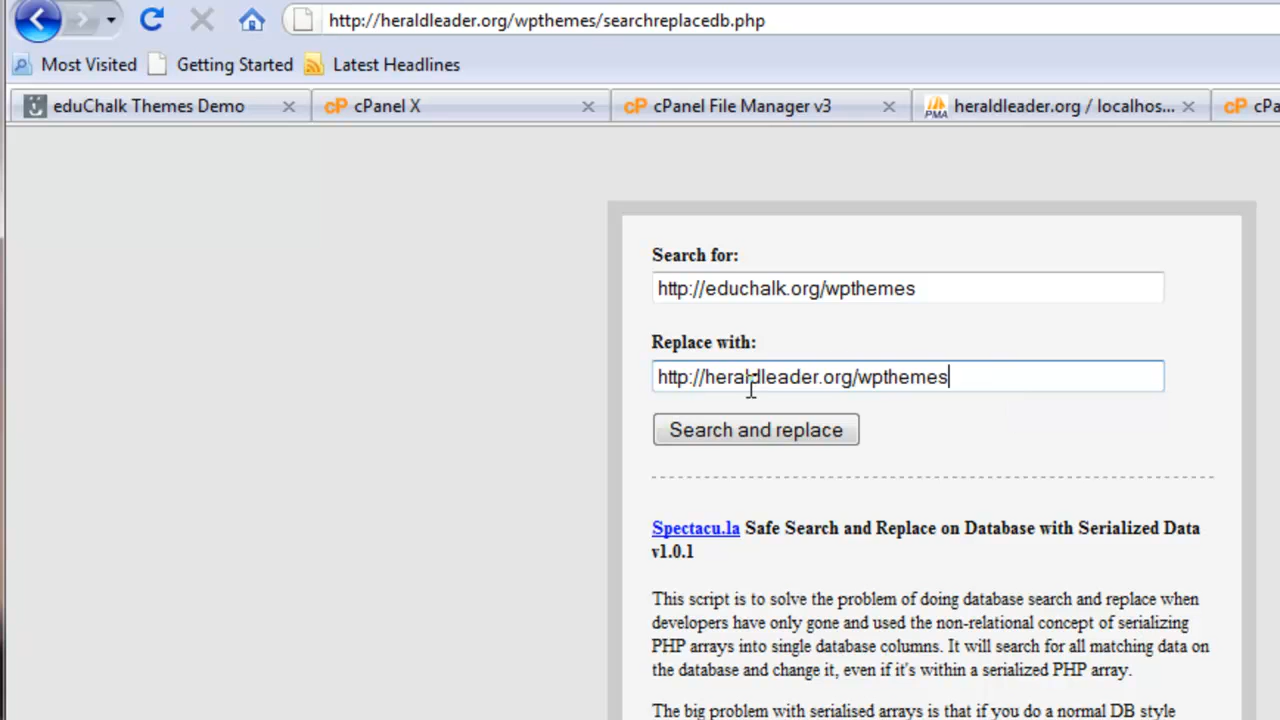 http://heraldleader.org/wpthemes/searchreplacedb.php
Most Visited Getting Started Latest Headlines
eduChalk Themes Demo cP cPanel X cP cPanel File Manager v3 PMA heraldleader.org / localhos... cP cPa
Search for:
http://educhalk.org/wpthemes
Replace with:
http://heraldleader.org/wpthemes
Search and replace
Spectacu.la Safe Search and Replace on Database with Serialized Data
v1.0.1
This script is to solve the problem of doing database search and replace when
developers have only gone and used the non-relational concept of serializing
PHP arrays into single database columns. It will search for all matching data on
the database and change it, even if it's within a serialized PHP array.
The big problem with serialised arrays is that if you do a normal DB style